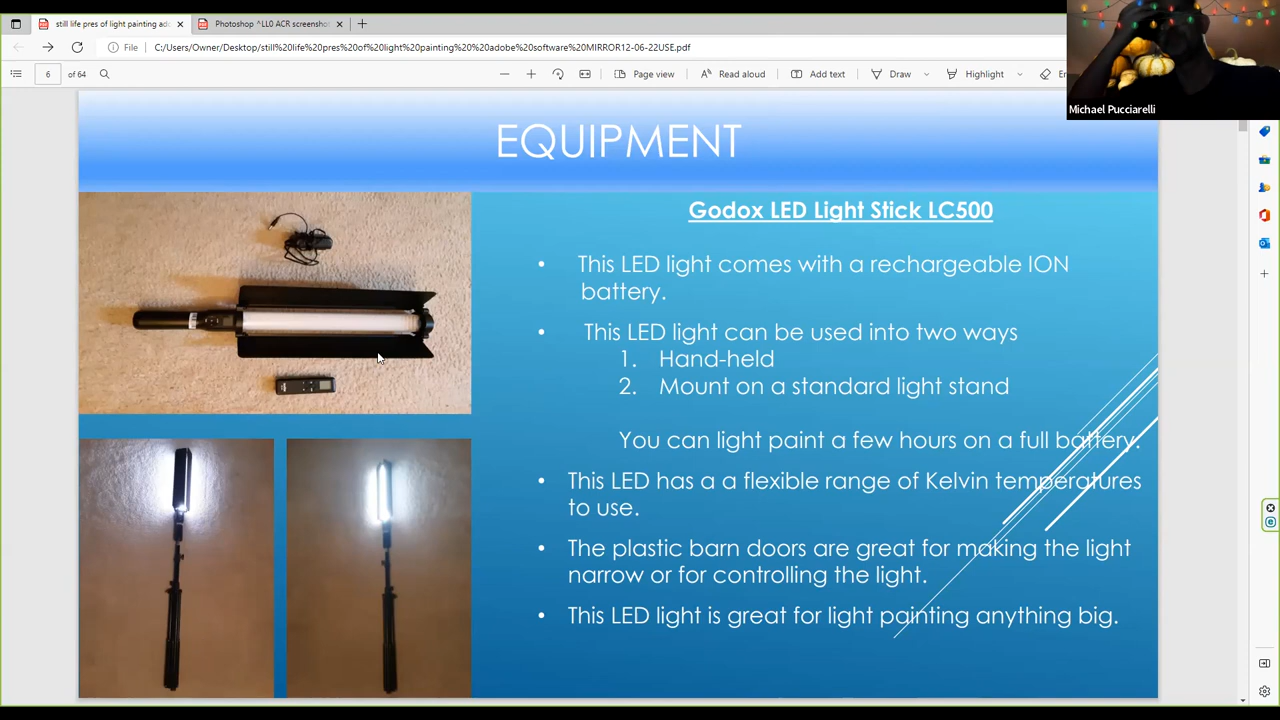 still life pres of light painting ado
Photoshop ^LL0 ACR screenshot
File
C:/Users/Owner/Desktop/still%20life%20pres%20of%20light%20painting%20%20adobe%20software%20MIRROR12-06-22USE.pdf
6 of 64
Page view
Read aloud
Add text
Draw
Highlight
Michael Pucciarelli
EQUIPMENT
Godox LED Light Stick LC500
• This LED light comes with a rechargeable ION
battery.
• This LED light can be used into two ways
1. Hand-held
2. Mount on a standard light stand
You can light paint a few hours on a full battery.
• This LED has a a flexible range of Kelvin temperatures
to use.
• The plastic barn doors are great for making the light
narrow or for controlling the light.
• This LED light is great for light painting anything big.